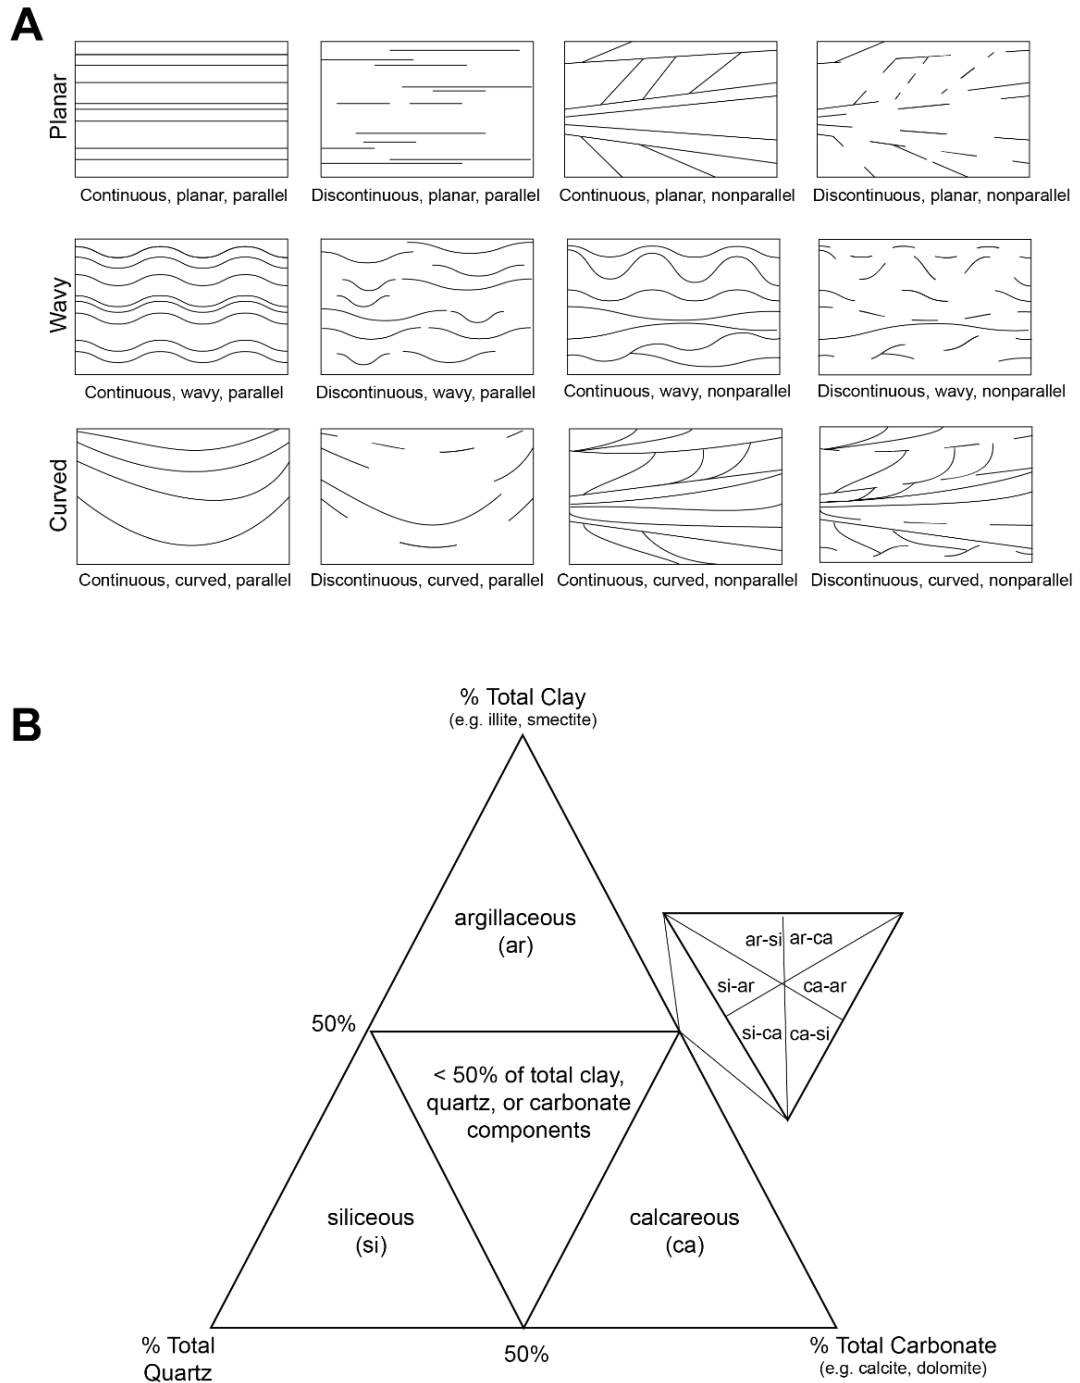 A
Planar
Continuous, planar, parallel
Discontinuous, planar, parallel
Continuous, planar, nonparallel
Discontinuous, planar, nonparallel
Wavy
Continuous, wavy, parallel
Discontinuous, wavy, parallel
Continuous, wavy, nonparallel
Discontinuous, wavy, nonparallel
Curved
Continuous, curved, parallel
Discontinuous, curved, parallel
Continuous, curved, nonparallel
Discontinuous, curved, nonparallel
B
% Total Clay
(e.g. illite, smectite)
argillaceous
(ar)
ar-si
ar-ca
si-ar
ca-ar
si-ca
ca-si
50%
< 50% of total clay,
quartz, or carbonate
components
siliceous
(si)
calcareous
(ca)
% Total
Quartz
50%
% Total Carbonate
(e.g. calcite, dolomite)